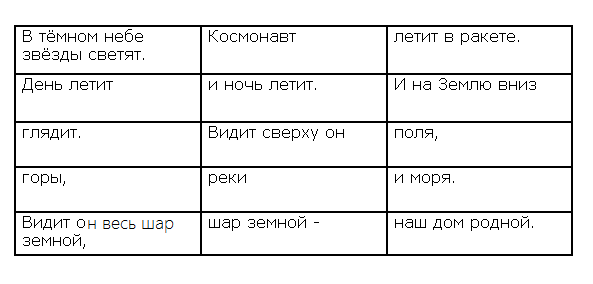 В тёмном небе
звёзды светят.
Космонавт
летит в ракете.
День летит
и ночь летит.
И на Землю вниз
глядит.
Видит сверху он
поля,
горы,
реки
и моря.
Видит он весь шар
земной,
шар земной -
наш дом родной.